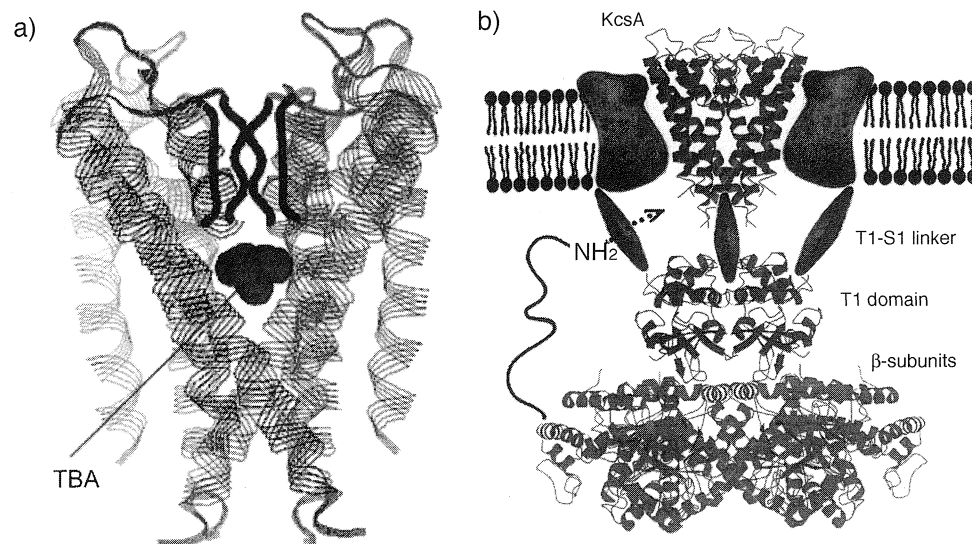 a)
TBA
b)
KcsA
NH₂
T1-S1 linker
T1 domain
β-subunits